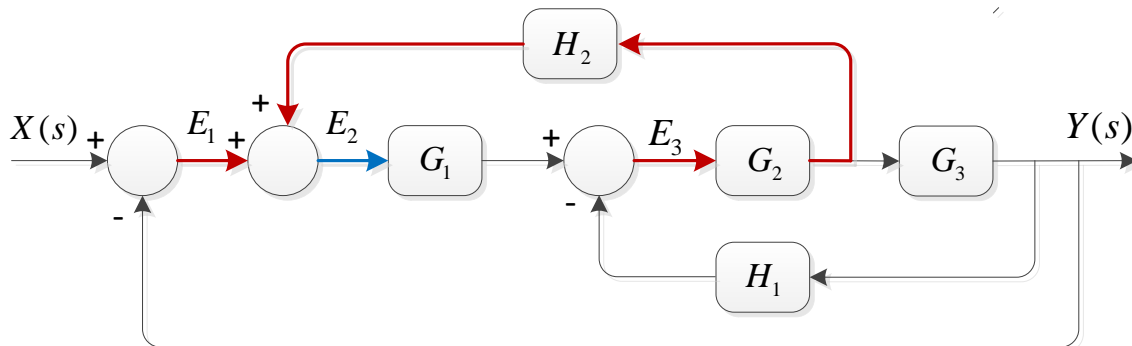 H₂
+
X(s) + E₁ + E₂ + E₃ Y(s)
G₁ G₂ G₃
- -
H₁